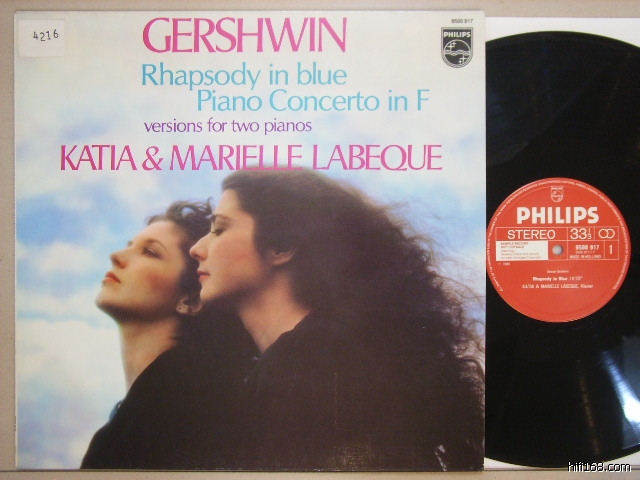 4216
GERSHWIN
9500 917
PHILIPS
Rhapsody in blue
Piano Concerto in F
versions for two pianos
KATIA & MARIELLE LABEQUE
PHILIPS
STEREO
33⅓
9500 917
1
MADE IN HOLLAND
Rhapsody in Blue
KATIA & MARIELLE LABEQUE,
hifi168.com